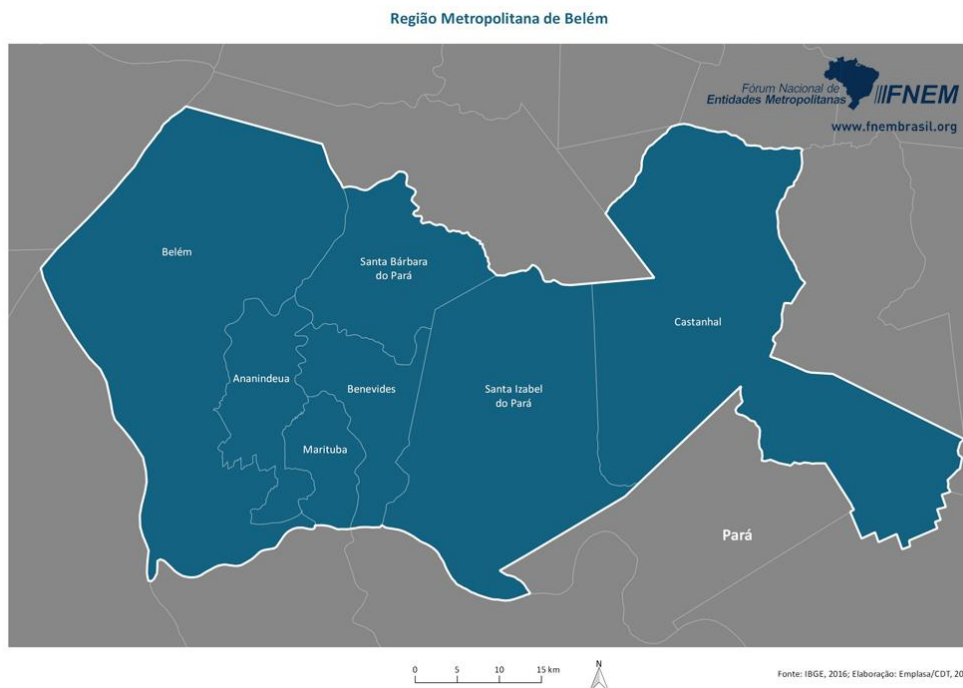 Região Metropolitana de Belém
Fórum Nacional de
Entidades Metropolitanas
FNEM
www.fnembrasil.org
Belém
Santa Bárbara
do Pará
Castanhal
Ananindeua
Benevides
Santa Izabel
do Pará
Marituba
Pará
0 5 10 15 km
N
Fonte: IBGE, 2016; Elaboração: Emplasa/CDT,